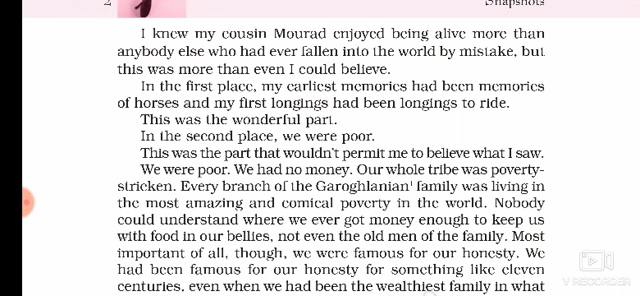 2
Snapshots
I knew my cousin Mourad enjoyed being alive more than
anybody else who had ever fallen into the world by mistake, but
this was more than even I could believe.
In the first place, my earliest memories had been memories
of horses and my first longings had been longings to ride.
This was the wonderful part.
In the second place, we were poor.
This was the part that wouldn't permit me to believe what I saw.
We were poor. We had no money. Our whole tribe was poverty-
stricken. Every branch of the Garoghlanian¹ family was living in
the most amazing and comical poverty in the world. Nobody
could understand where we ever got money enough to keep us
with food in our bellies, not even the old men of the family. Most
important of all, though, we were famous for our honesty. We
had been famous for our honesty for something like eleven
centuries, even when we had been the wealthiest family in what
V RECORDER